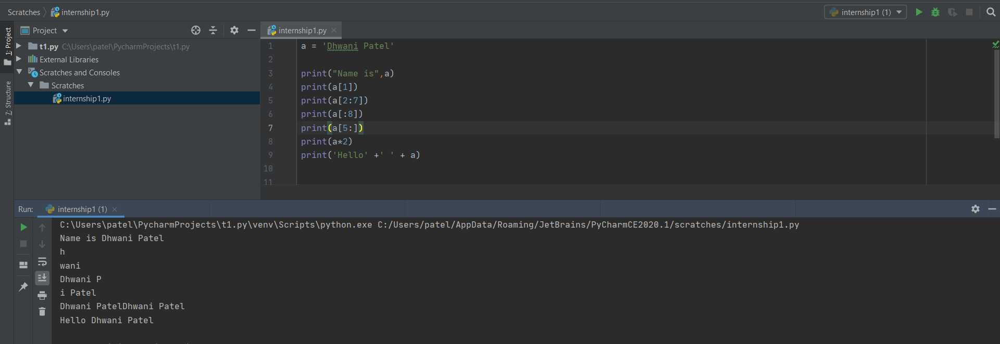 Scratches internship1.py
internship1 (1)
1: Project
7: Structure
Project
t1.py C:\Users\patel\PycharmProjects\t1.py
External Libraries
Scratches and Consoles
Scratches
internship1.py
internship1.py
1 a = 'Dhwani Patel'
2
3 print("Name is",a)
4 print(a[1])
5 print(a[2:7])
6 print(a[:8])
7 print(a[5:])
8 print(a*2)
9 print('Hello' +' ' + a)
10
11
Run: internship1 (1)
C:\Users\patel\PycharmProjects\t1.py\venv\Scripts\python.exe C:/Users/patel/AppData/Roaming/JetBrains/PyCharmCE2020.1/scratches/internship1.py
Name is Dhwani Patel
h
wani
Dhwani P
i Patel
Dhwani PatelDhwani Patel
Hello Dhwani Patel